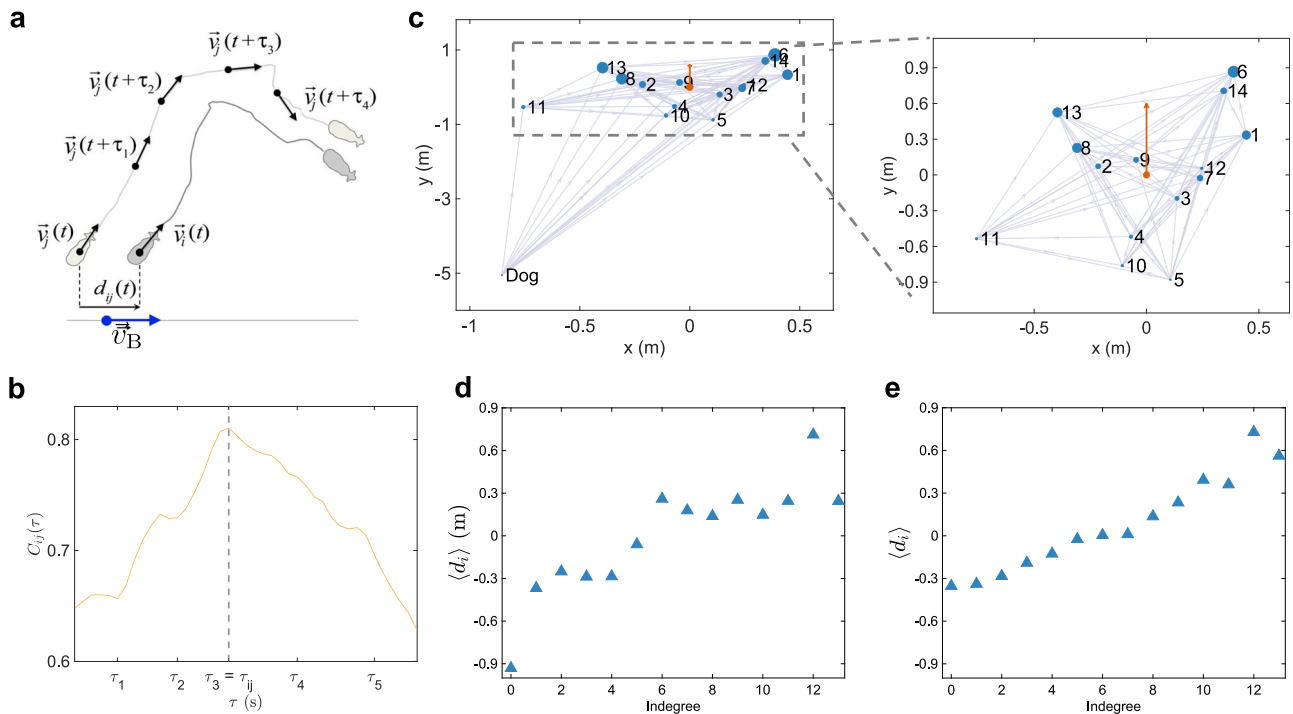 a
v⃗j(t+τ3)
v⃗j(t+τ2)
v⃗j(t+τ4)
v⃗j(t+τ1)
v⃗j(t)
v⃗i(t)
dij(t)
v⃗B
b
0.8
0.7
0.6
Cij(τ)
τ1 τ2 τ3 = τij τ4 τ5
τ (s)
c
1
-1
-3
-5
y (m)
6
14
1
13
8
2
9
12
7
3
11
4
10
5
Dog
-1 -0.5 0 0.5
x (m)
0.9
0.6
0.3
0
-0.3
-0.6
-0.9
y (m)
6
14
13
1
8
9
2
12
7
3
4
11
10
5
-0.5 0 0.5
x (m)
d
0.9
0.6
0.3
0
-0.3
-0.6
-0.9
⟨di⟩ (m)
0 2 4 6 8 10 12
Indegree
e
0.9
0.6
0.3
0
-0.3
-0.6
-0.9
⟨di⟩
0 2 4 6 8 10 12
Indegree